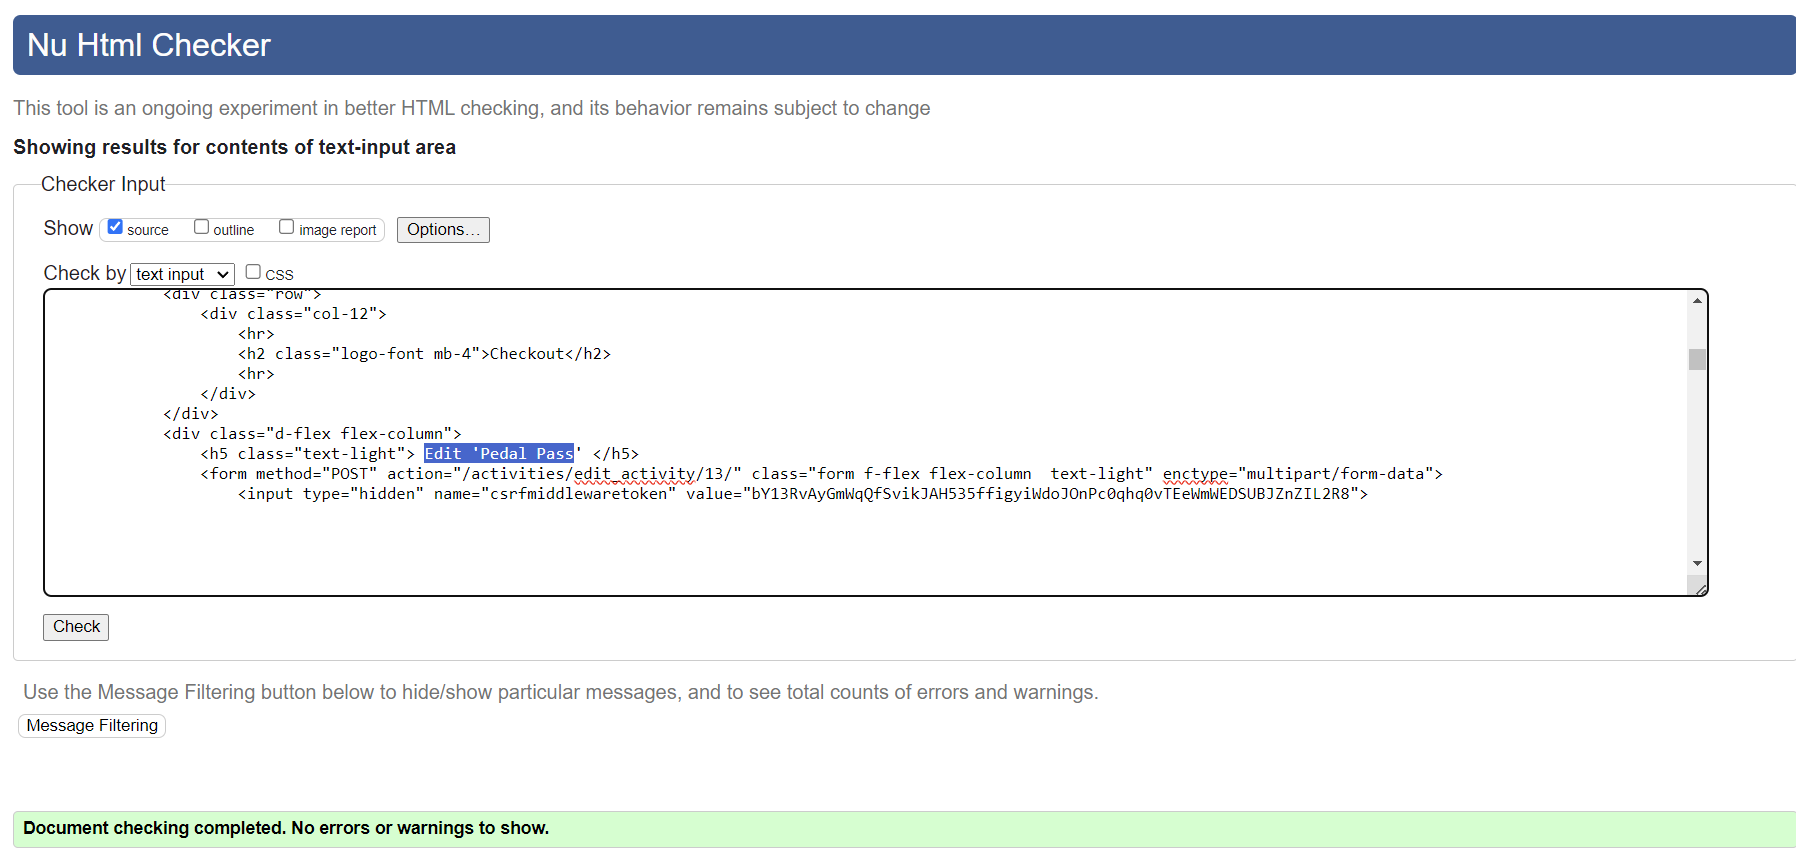 Nu Html Checker
This tool is an ongoing experiment in better HTML checking, and its behavior remains subject to change
Showing results for contents of text-input area
Checker Input
Show source outline image report Options...
Check by text input CSS
<div class="row">
<div class="col-12">
<hr>
<h2 class="logo-font mb-4">Checkout</h2>
<hr>
</div>
</div>
<div class="d-flex flex-column">
<h5 class="text-light"> Edit 'Pedal Pass' </h5>
<form method="POST" action="/activities/edit_activity/13/" class="form f-flex flex-column  text-light" enctype="multipart/form-data">
<input type="hidden" name="csrfmiddlewaretoken" value="bY13RvAyGmWqQfSvikJAH535ffigyiWdoJOnPc0qhq0vTEeWmWEDSUBJZnZIL2R8">
Check
Use the Message Filtering button below to hide/show particular messages, and to see total counts of errors and warnings.
Message Filtering
Document checking completed. No errors or warnings to show.